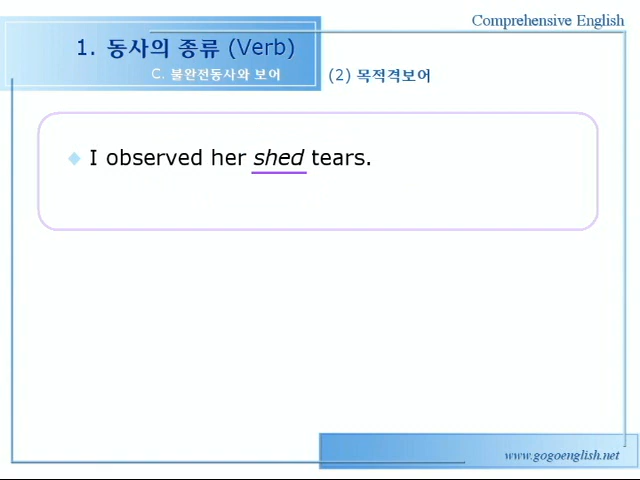 Comprehensive English
1. 동사의 종류 (Verb)
C. 불완전동사와 보어
(2) 목적격보어
I observed her shed tears.
www.gogoenglish.net